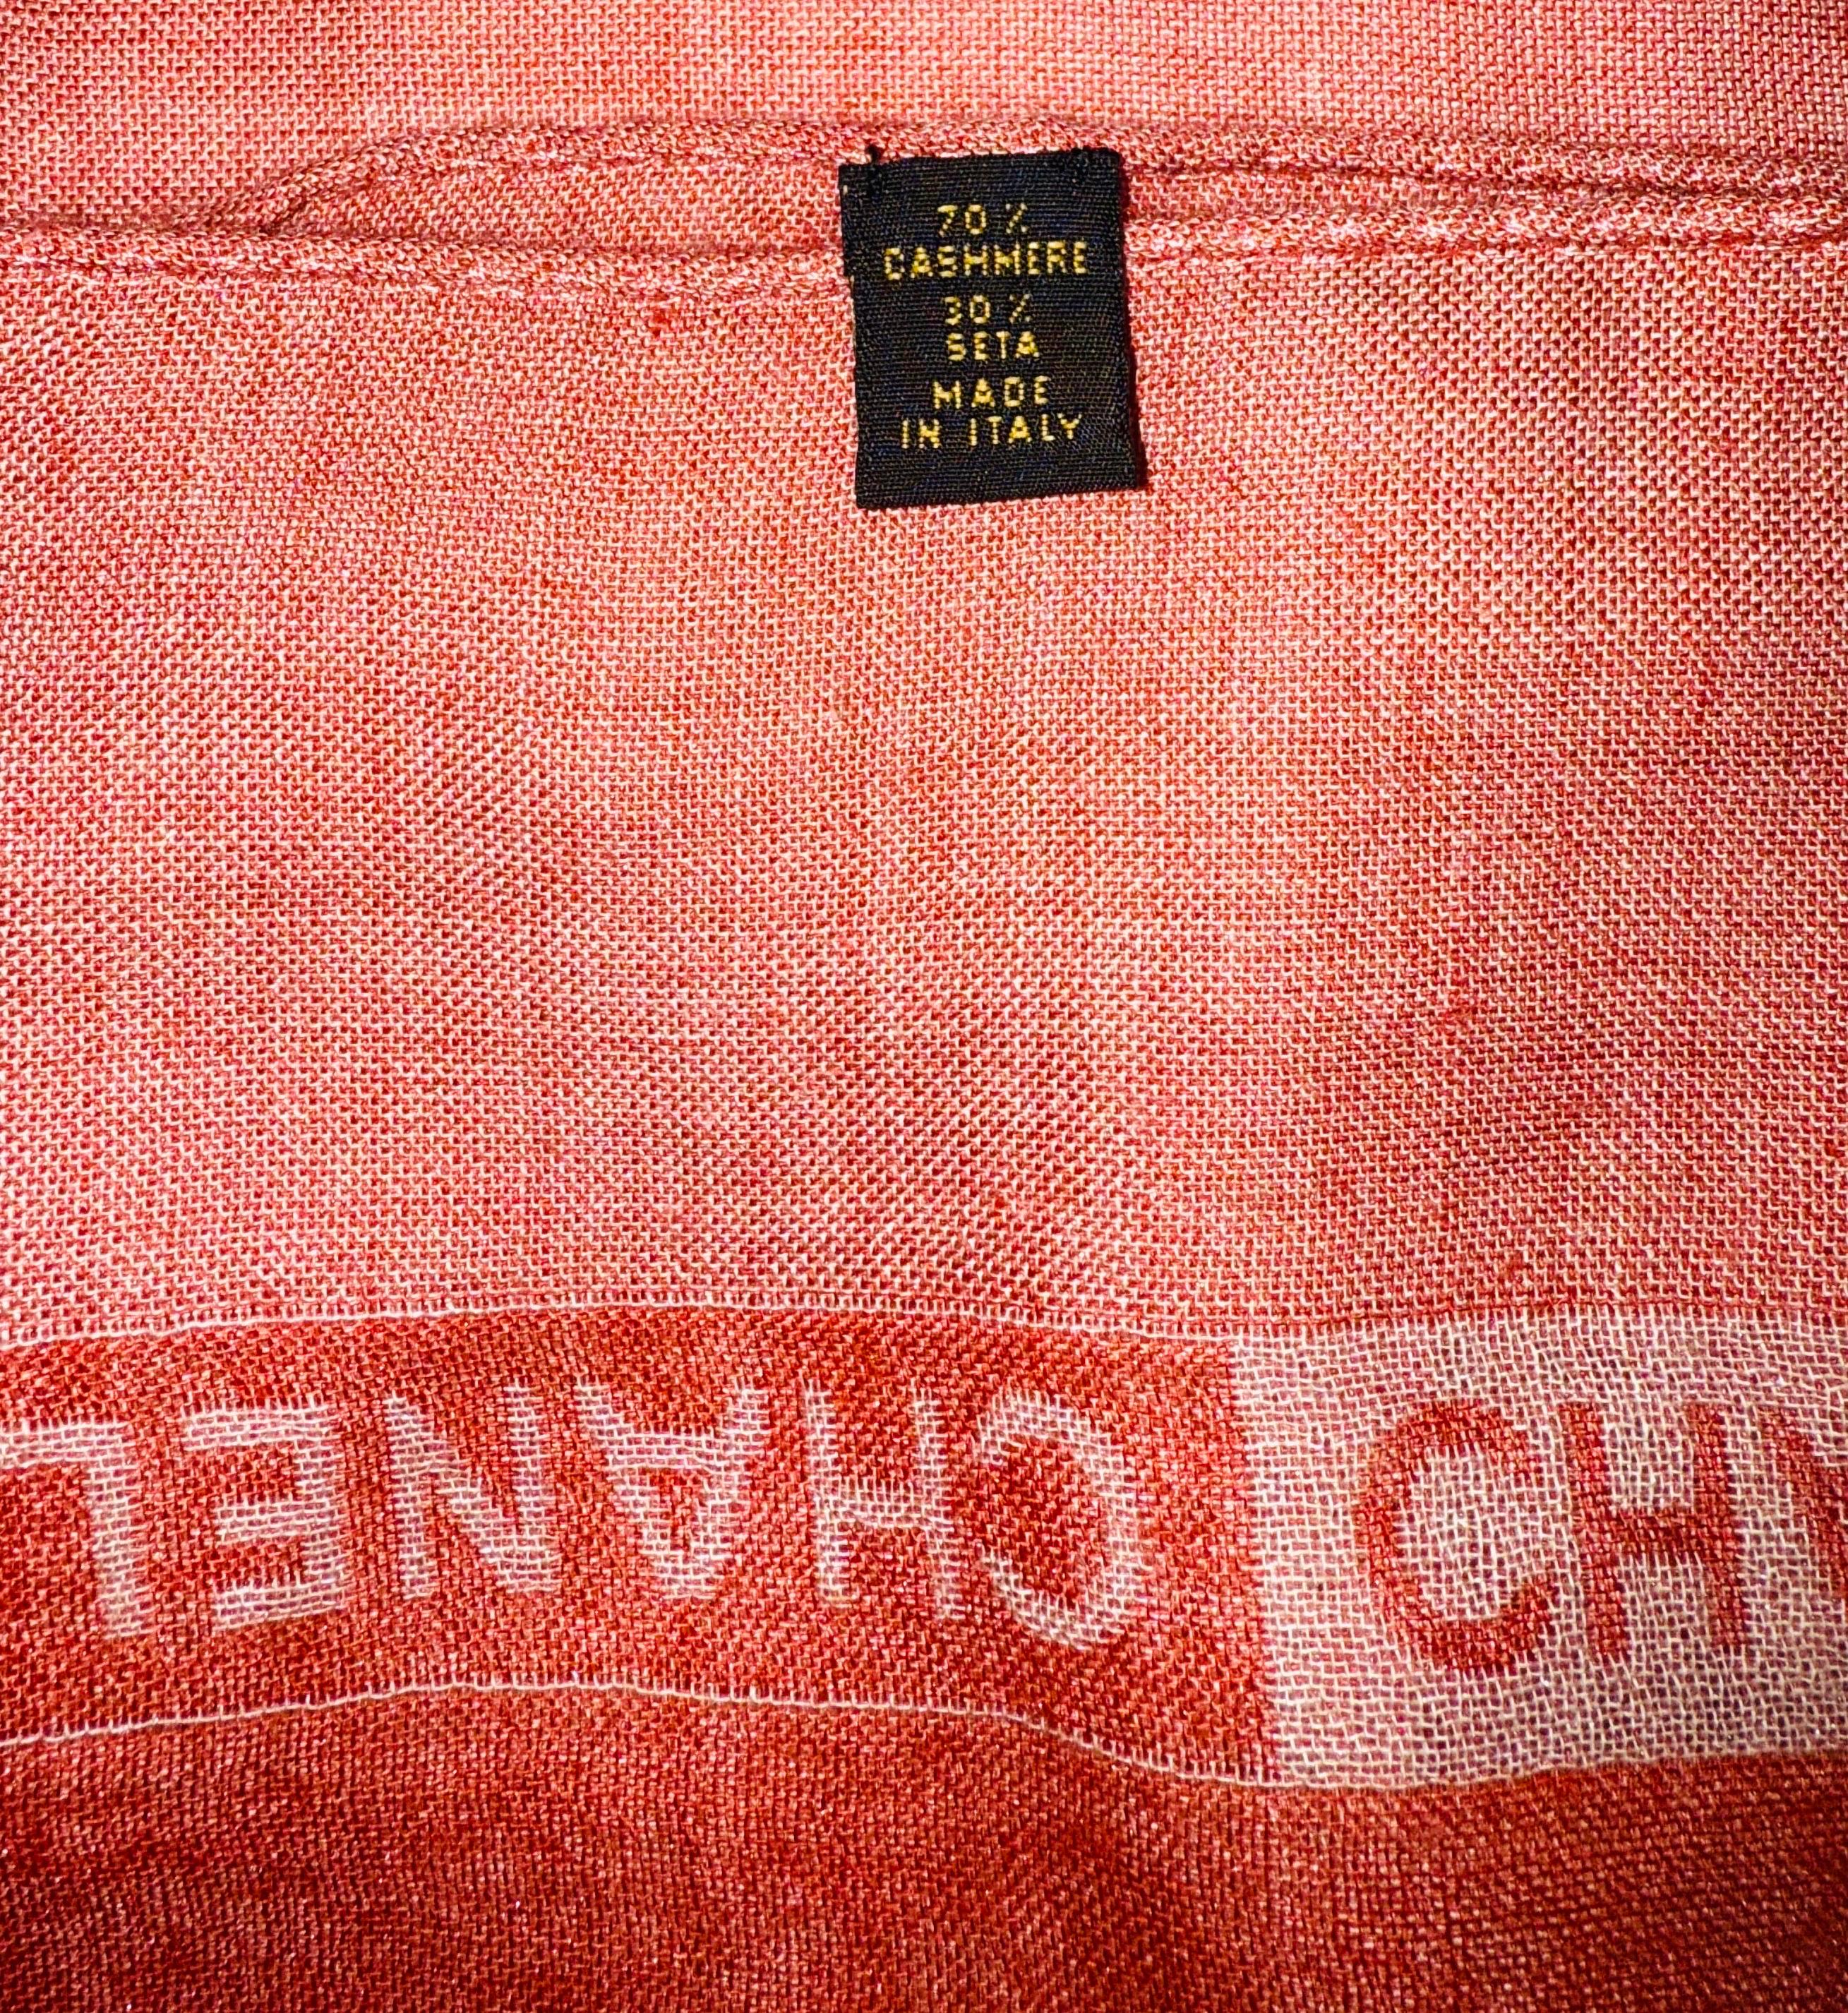 70 %
CASHMERE
30 %
SETA
MADE
IN ITALY
CHANEL
CH